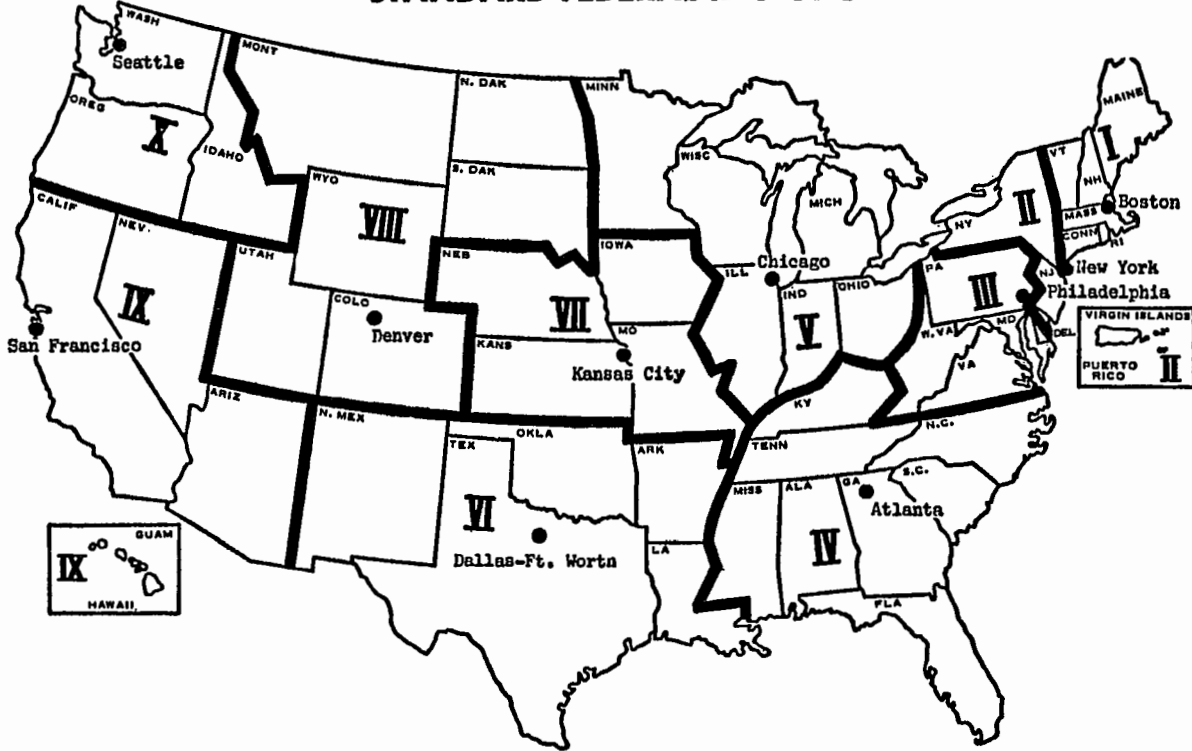 WASH
Seattle
MONT
N. DAK
MINN
MAINE
OREG
X
IDAHO
S. DAK
WISC
VT
I
WYO
VIII
MICH
NH
II
NY
MASS
Boston
CALIF
NEV.
UTAH
NEB
IOWA
CONN
RI
ILL
Chicago
PA
NJ
New York
IX
COLO
Denver
VII
IND
OHIO
III
Philadelphia
MO
V
W.VA
MD
DEL
VIRGIN ISLANDS
San Francisco
KANS
Kansas City
VA
PUERTO
RICO
II
ARIZ
N. MEX
OKLA
KY
N.C.
TEX
ARK
TENN
S.C.
MISS
ALA
GA
Atlanta
VI
Dallas-Ft. Wortn
LA
IV
GUAM
IX
HAWAII,
FLA